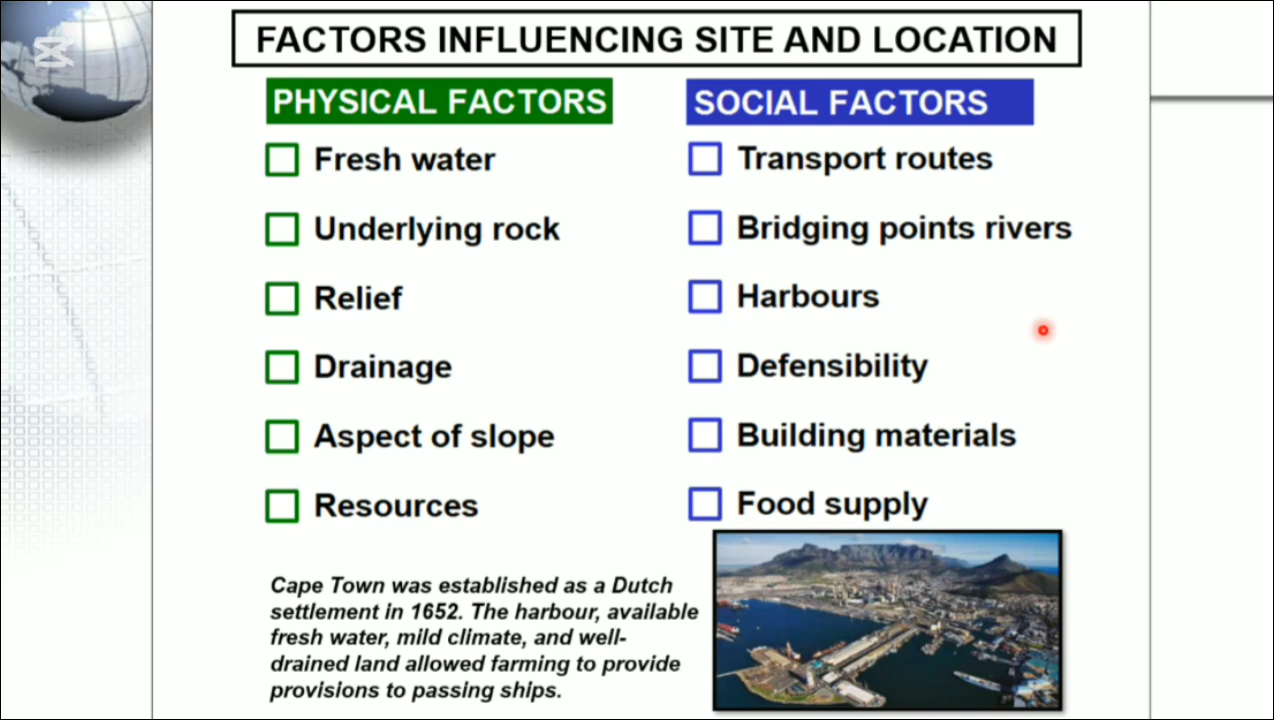 FACTORS INFLUENCING SITE AND LOCATION
PHYSICAL FACTORS
Fresh water
Underlying rock
Relief
Drainage
Aspect of slope
Resources
SOCIAL FACTORS
Transport routes
Bridging points rivers
Harbours
Defensibility
Building materials
Food supply
Cape Town was established as a Dutch
settlement in 1652. The harbour, available
fresh water, mild climate, and well-
drained land allowed farming to provide
provisions to passing ships.